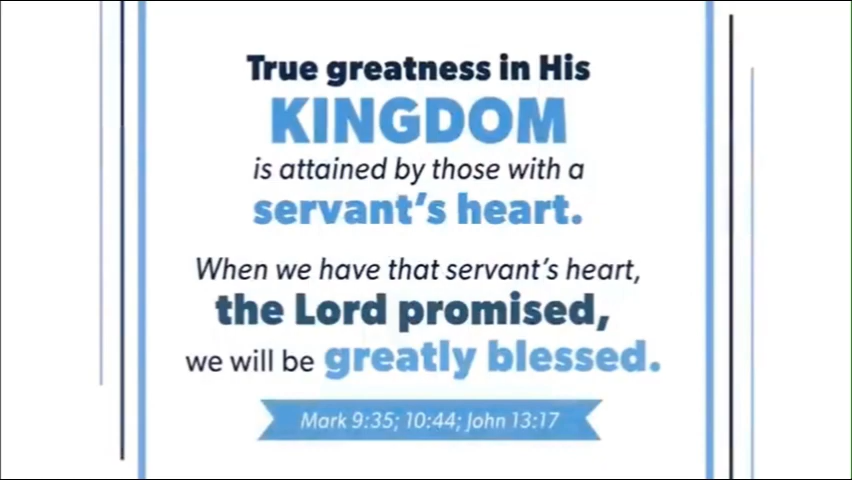 True greatness in His
KINGDOM
is attained by those with a
servant's heart.
When we have that servant's heart,
the Lord promised,
we will be greatly blessed.
Mark 9:35; 10:44; John 13:17